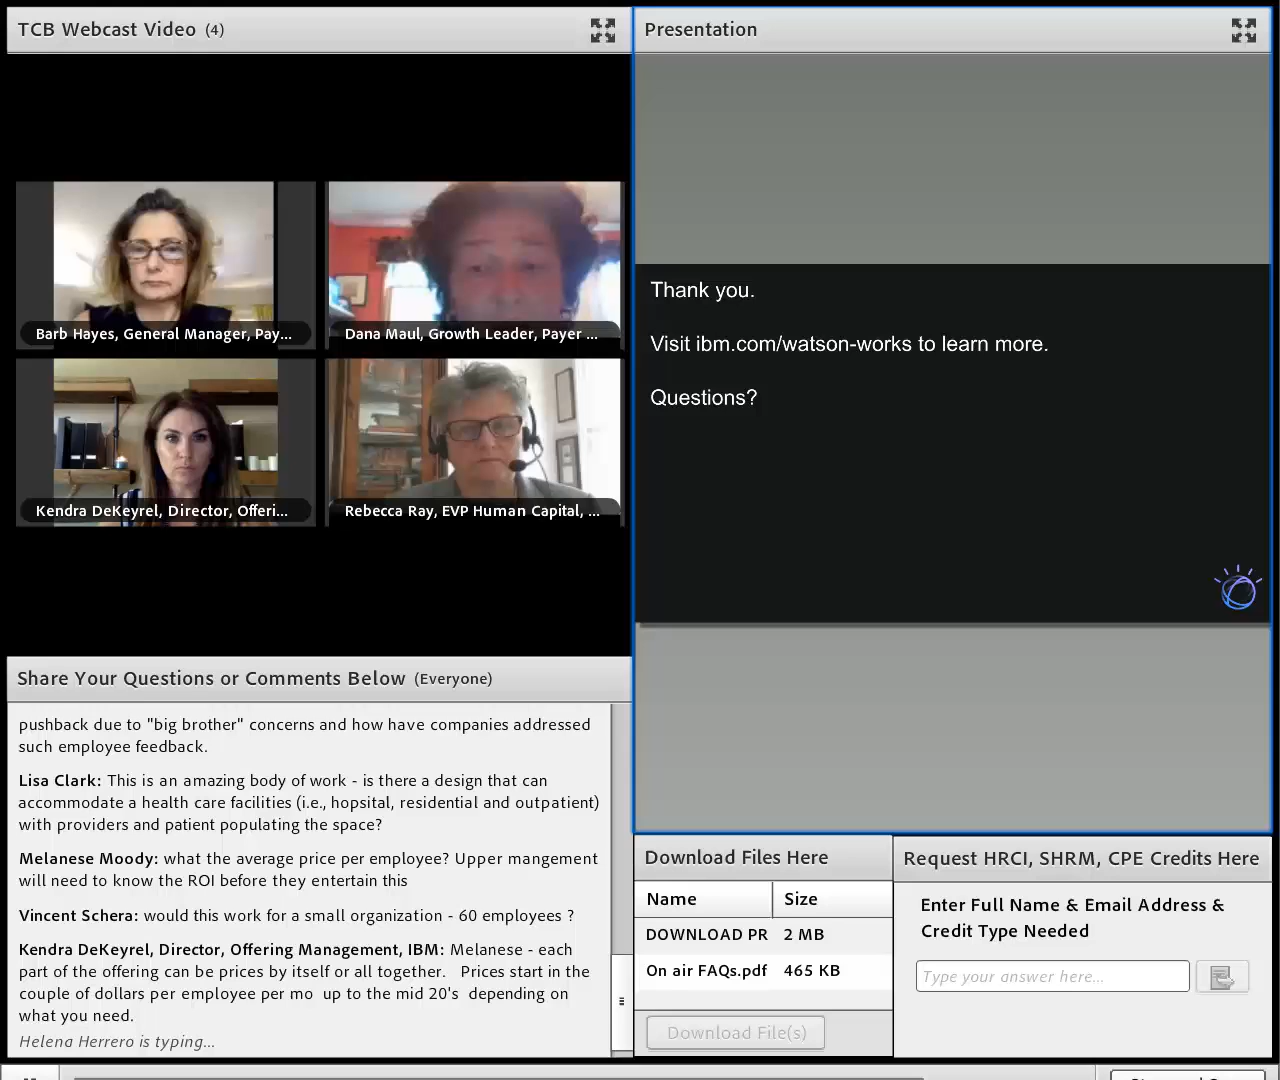 TCB Webcast Video (4)
Barb Hayes, General Manager, Pay...
Dana Maul, Growth Leader, Payer ...
Kendra DeKeyrel, Director, Offeri...
Rebecca Ray, EVP Human Capital, ...
Presentation
Thank you.
Visit ibm.com/watson-works to learn more.
Questions?
Share Your Questions or Comments Below (Everyone)
pushback due to "big brother" concerns and how have companies addressed
such employee feedback.
Lisa Clark: This is an amazing body of work - is there a design that can
accommodate a health care facilities (i.e., hopsital, residential and outpatient)
with providers and patient populating the space?
Melanese Moody: what the average price per employee? Upper mangement
will need to know the ROI before they entertain this
Vincent Schera: would this work for a small organization - 60 employees ?
Kendra DeKeyrel, Director, Offering Management, IBM: Melanese - each
part of the offering can be prices by itself or all together. Prices start in the
couple of dollars per employee per mo up to the mid 20's depending on
what you need.
Helena Herrero is typing...
Download Files Here
Name Size
DOWNLOAD PR 2 MB
On air FAQs.pdf 465 KB
Download File(s)
Request HRCI, SHRM, CPE Credits Here
Enter Full Name & Email Address &
Credit Type Needed
Type your answer here...